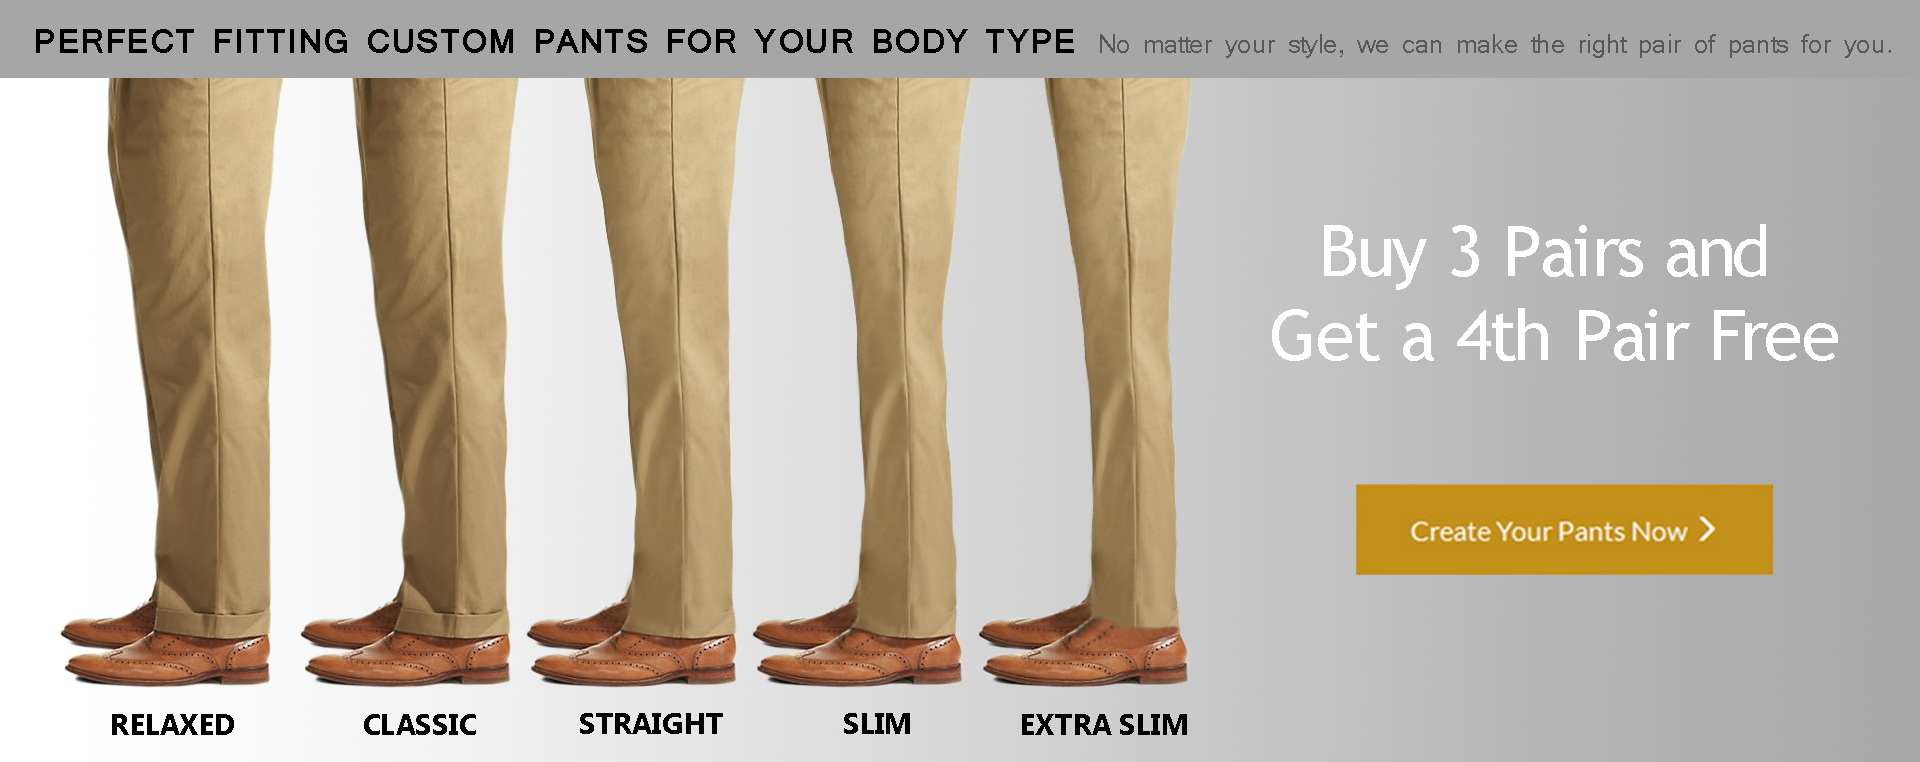 PERFECT FITTING CUSTOM PANTS FOR YOUR BODY TYPE No matter your style, we can make the right pair of pants for you.
Buy 3 Pairs and
Get a 4th Pair Free
Create Your Pants Now >
RELAXED CLASSIC STRAIGHT SLIM EXTRA SLIM